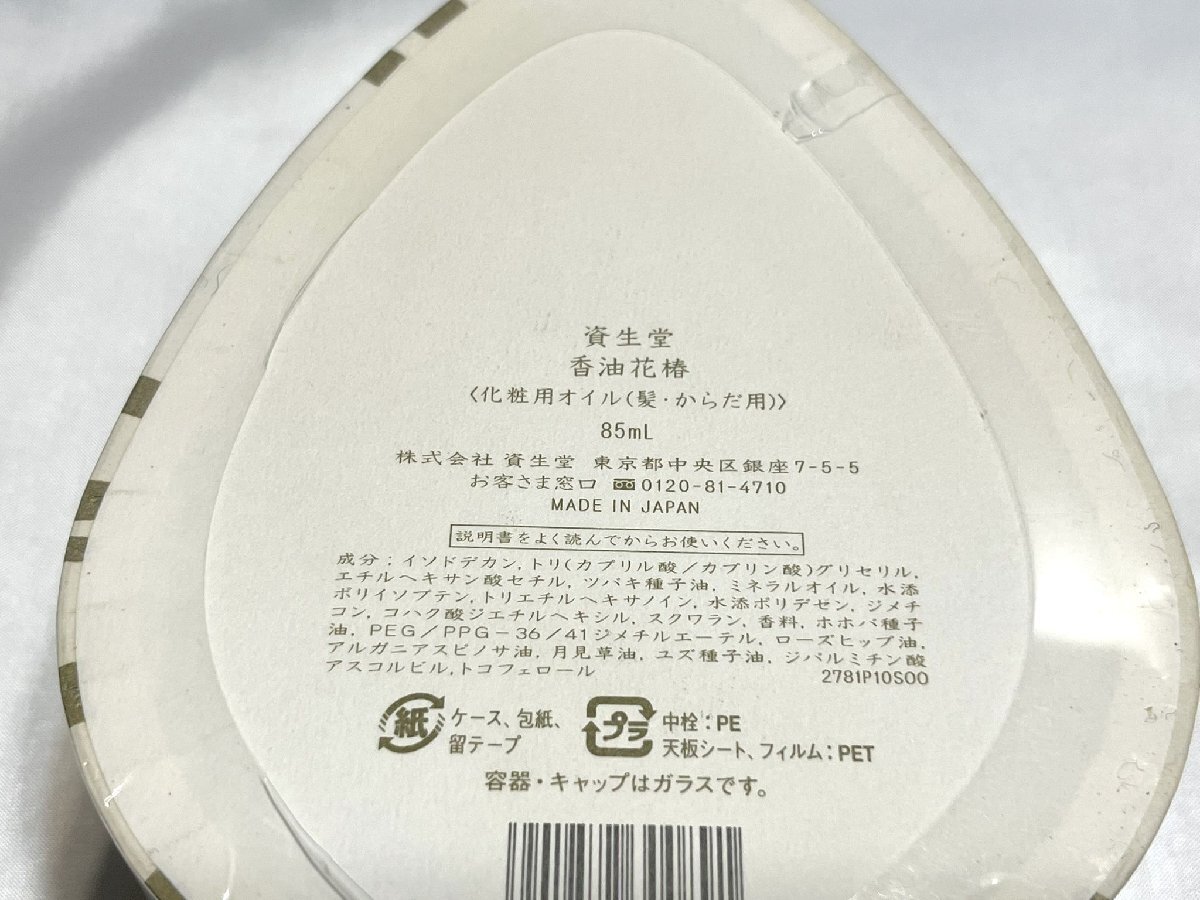 資生堂
香油花椿
〈化粧用オイル(髪・からだ用)〉
85mL
株式会社 資生堂 東京都中央区銀座7-5-5
お客さま窓口 0120-81-4710
MADE IN JAPAN
説明書をよく読んでからお使いください。
成分:イソドデカン,トリ(カプリル酸/カプリン酸)グリセリル,
エチルヘキサン酸セチル,ツバキ種子油,ミネラルオイル,水添
ポリイソブテン,トリエチルヘキサノイン,水添ポリデセン,ジメチ
コン,コハク酸ジエチルヘキシル,スクワラン,香料,ホホバ種子
油,PEG/PPG-36/41ジメチルエーテル,ローズヒップ油,
アルガニアスピノサ油,月見草油,ユズ種子油,ジパルミチン酸
アスコルビル,トコフェロール 2781P10S00
紙 ケース、包紙、
留テープ
プラ 中栓:PE
天板シート、フィルム:PET
容器・キャップはガラスです。